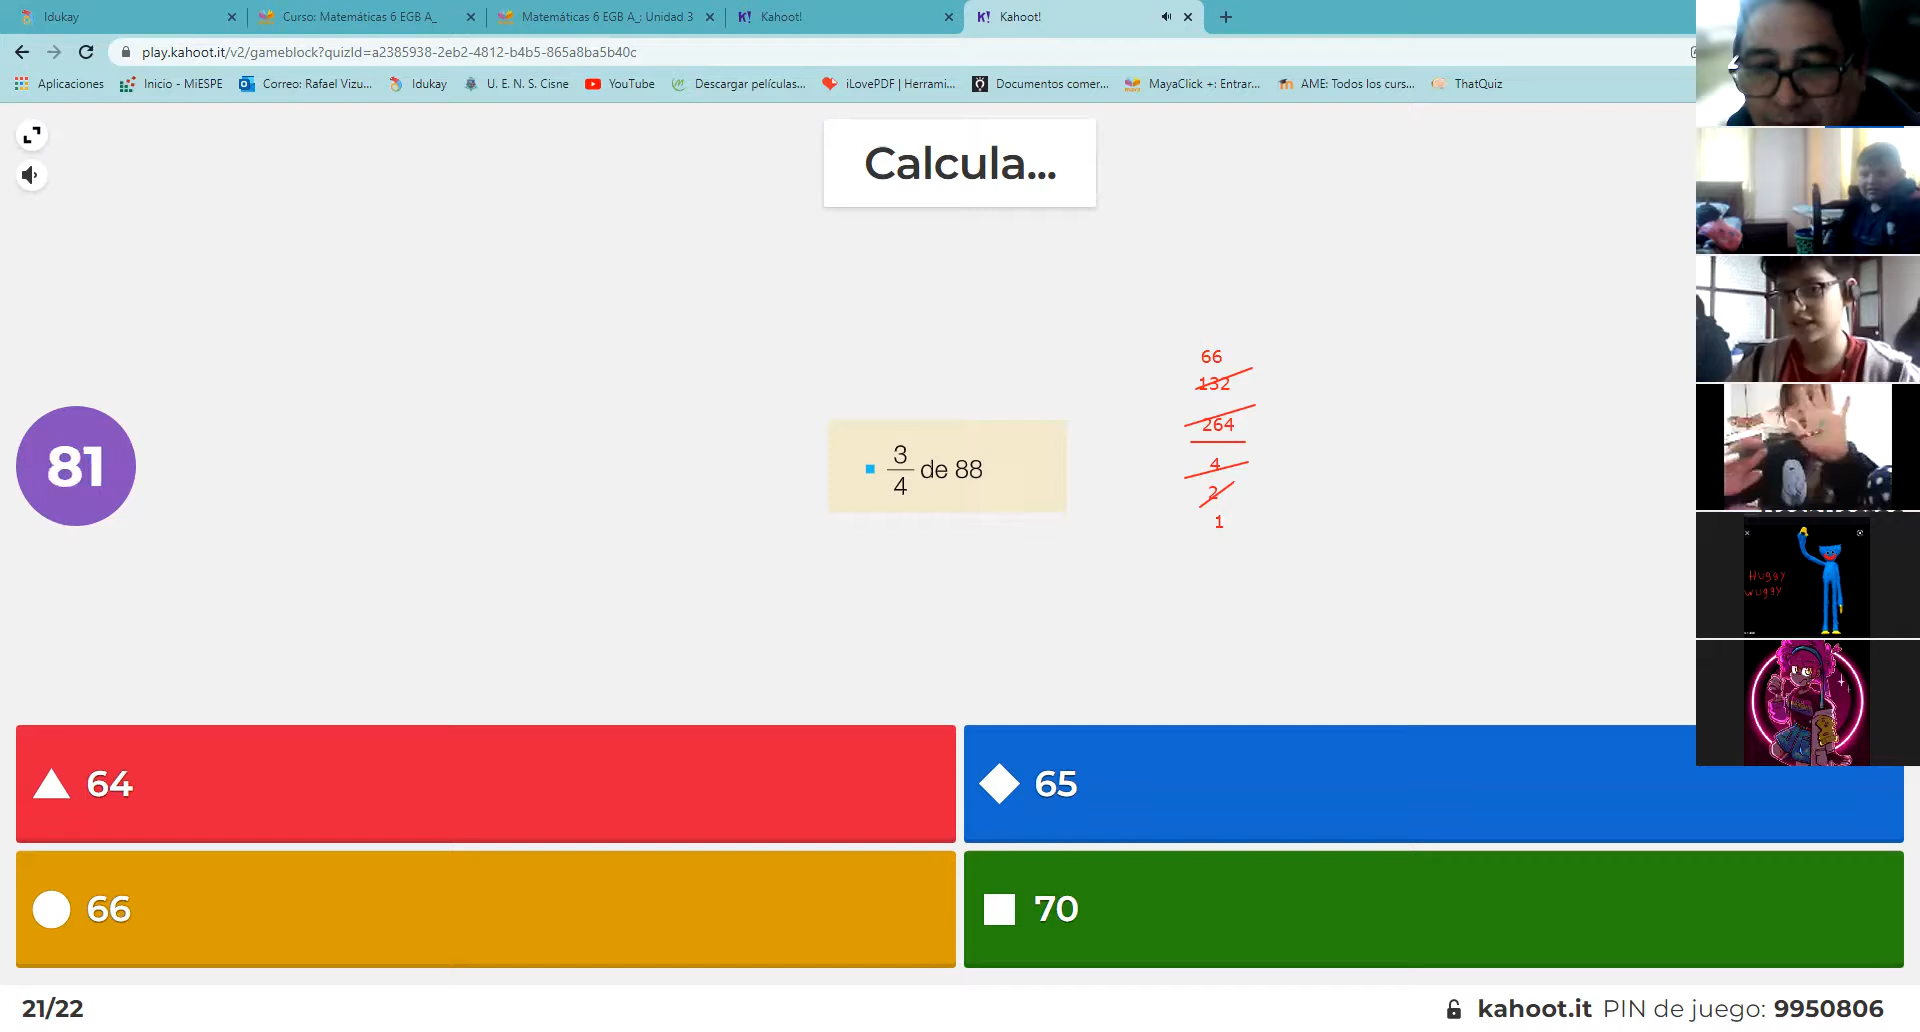 Idukay
Curso: Matemáticas 6 EGB A_
Matemáticas 6 EGB A_: Unidad 3
Kahoot!
Kahoot!
play.kahoot.it/v2/gameblock?quizId=a2385938-2eb2-4812-b4b5-865a8ba5b40c
Aplicaciones
Inicio - MiESPE
Correo: Rafael Vizu...
Idukay
U. E. N. S. Cisne
YouTube
Descargar películas...
iLovePDF | Herrami...
Documentos comer...
MayaClick +: Entrar...
AME: Todos los curs...
ThatQuiz
Calcula...
81
3
4
de 88
66
132
264
4
2
1
Huggy
wuggy
64
65
66
70
21/22
kahoot.it PIN de juego: 9950806